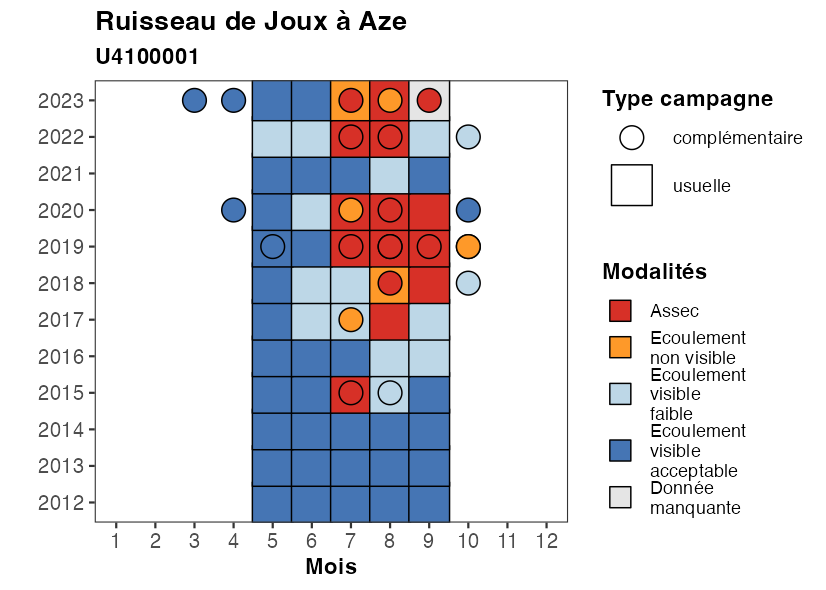 Ruisseau de Joux à Aze
U4100001
2023
2022
2021
2020
2019
2018
2017
2016
2015
2014
2013
2012
1 2 3 4 5 6 7 8 9 10 11 12
Mois
Type campagne
complémentaire
usuelle
Modalités
Assec
Ecoulement
non visible
Ecoulement
visible
faible
Ecoulement
visible
acceptable
Donnée
manquante